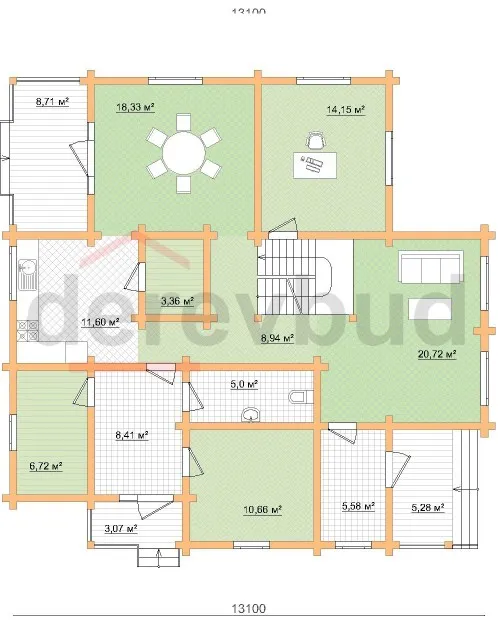 13100
8,71 м²
18,33 м²
14,15 м²
3,36 м²
11,60 м²
derevbud
8,94 м²
20,72 м²
5,0 м²
8,41 м²
6,72 м²
10,66 м²
5,58 м²
5,28 м²
3,07 м²
13100